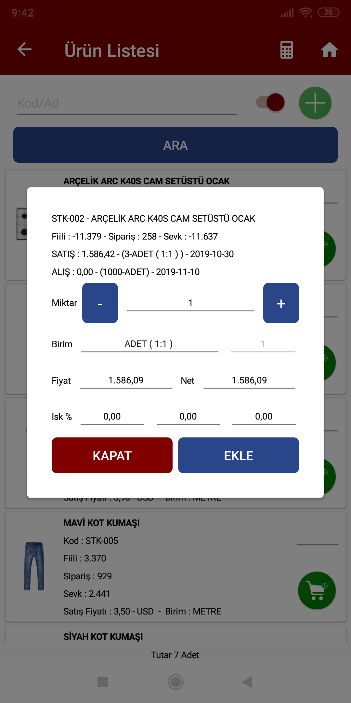 9:42
75
Ürün Listesi
Kod/Ad
ARA
ARÇELİK ARC K40S CAM SETÜSTÜ OCAK
STK-002 - ARÇELİK ARC K40S CAM SETÜSTÜ OCAK
Fiili : -11.379 - Sipariş : 258 - Sevk : -11.637
SATIŞ : 1.586,42 - (3-ADET ( 1:1 ) ) - 2019-10-30
ALIŞ : 0,00 - (1000-ADET) - 2019-11-10
Miktar - 1 +
Birim ADET ( 1:1 ) 1
Fiyat 1.586,09 Net 1.586,09
Isk % 0,00 0,00 0,00
KAPAT EKLE
Satış Fiyatı : 3,90 - USD - Birim : METRE
MAVİ KOT KUMAŞI
Kod : STK-005
Fiili : 3.370
Sipariş : 929
Sevk : 2.441
Satış Fiyatı : 3,50 - USD - Birim : METRE
SİYAH KOT KUMAŞI
Tutar 7 Adet